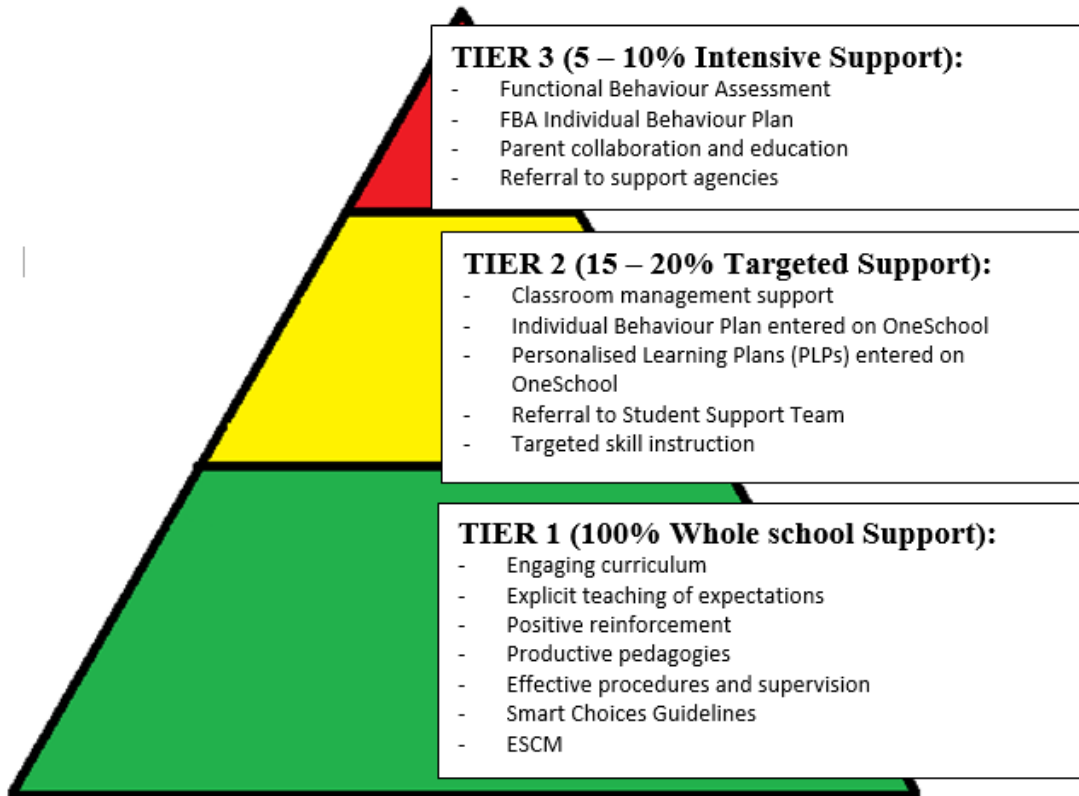 TIER 3 (5 – 10% Intensive Support):
- Functional Behaviour Assessment
- FBA Individual Behaviour Plan
- Parent collaboration and education
- Referral to support agencies
TIER 2 (15 – 20% Targeted Support):
- Classroom management support
- Individual Behaviour Plan entered on OneSchool
- Personalised Learning Plans (PLPs) entered on
OneSchool
- Referral to Student Support Team
- Targeted skill instruction
TIER 1 (100% Whole school Support):
- Engaging curriculum
- Explicit teaching of expectations
- Positive reinforcement
- Productive pedagogies
- Effective procedures and supervision
- Smart Choices Guidelines
- ESCM